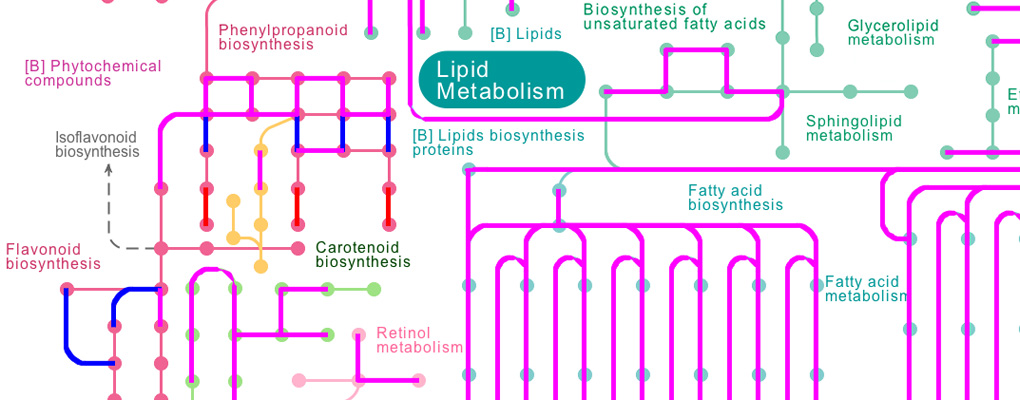 Biosynthesis of
unsaturated fatty acids
Phenylpropanoid
biosynthesis
[B] Lipids
Glycerolipid
metabolism
[B] Phytochemical
compounds
Lipid
Metabolism
Sphingolipid
metabolism
Isoflavonoid
biosynthesis
[B] Lipids biosynthesis
proteins
Fatty acid
biosynthesis
Flavonoid
biosynthesis
Carotenoid
biosynthesis
Fatty acid
metabolism
Retinol
metabolism